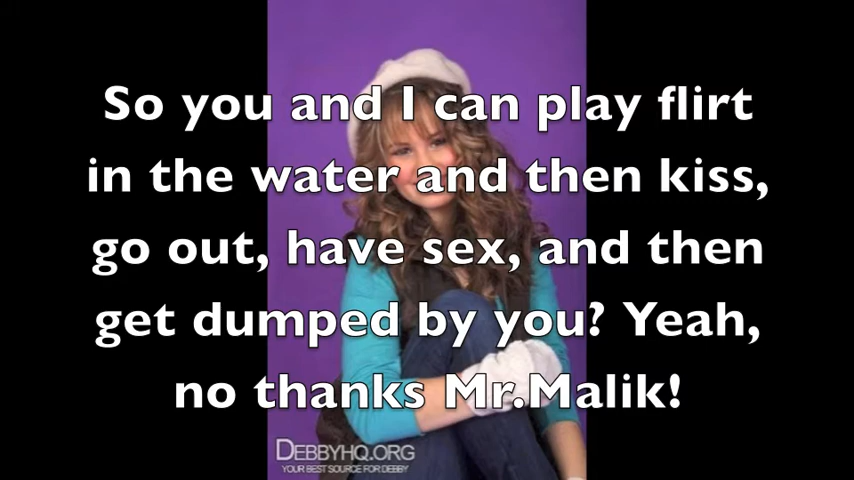 So you and I can play flirt
in the water and then kiss,
go out, have sex, and then
get dumped by you? Yeah,
no thanks Mr.Malik!
DEBBYHQ.ORG
YOUR BEST SOURCE FOR DEBBY